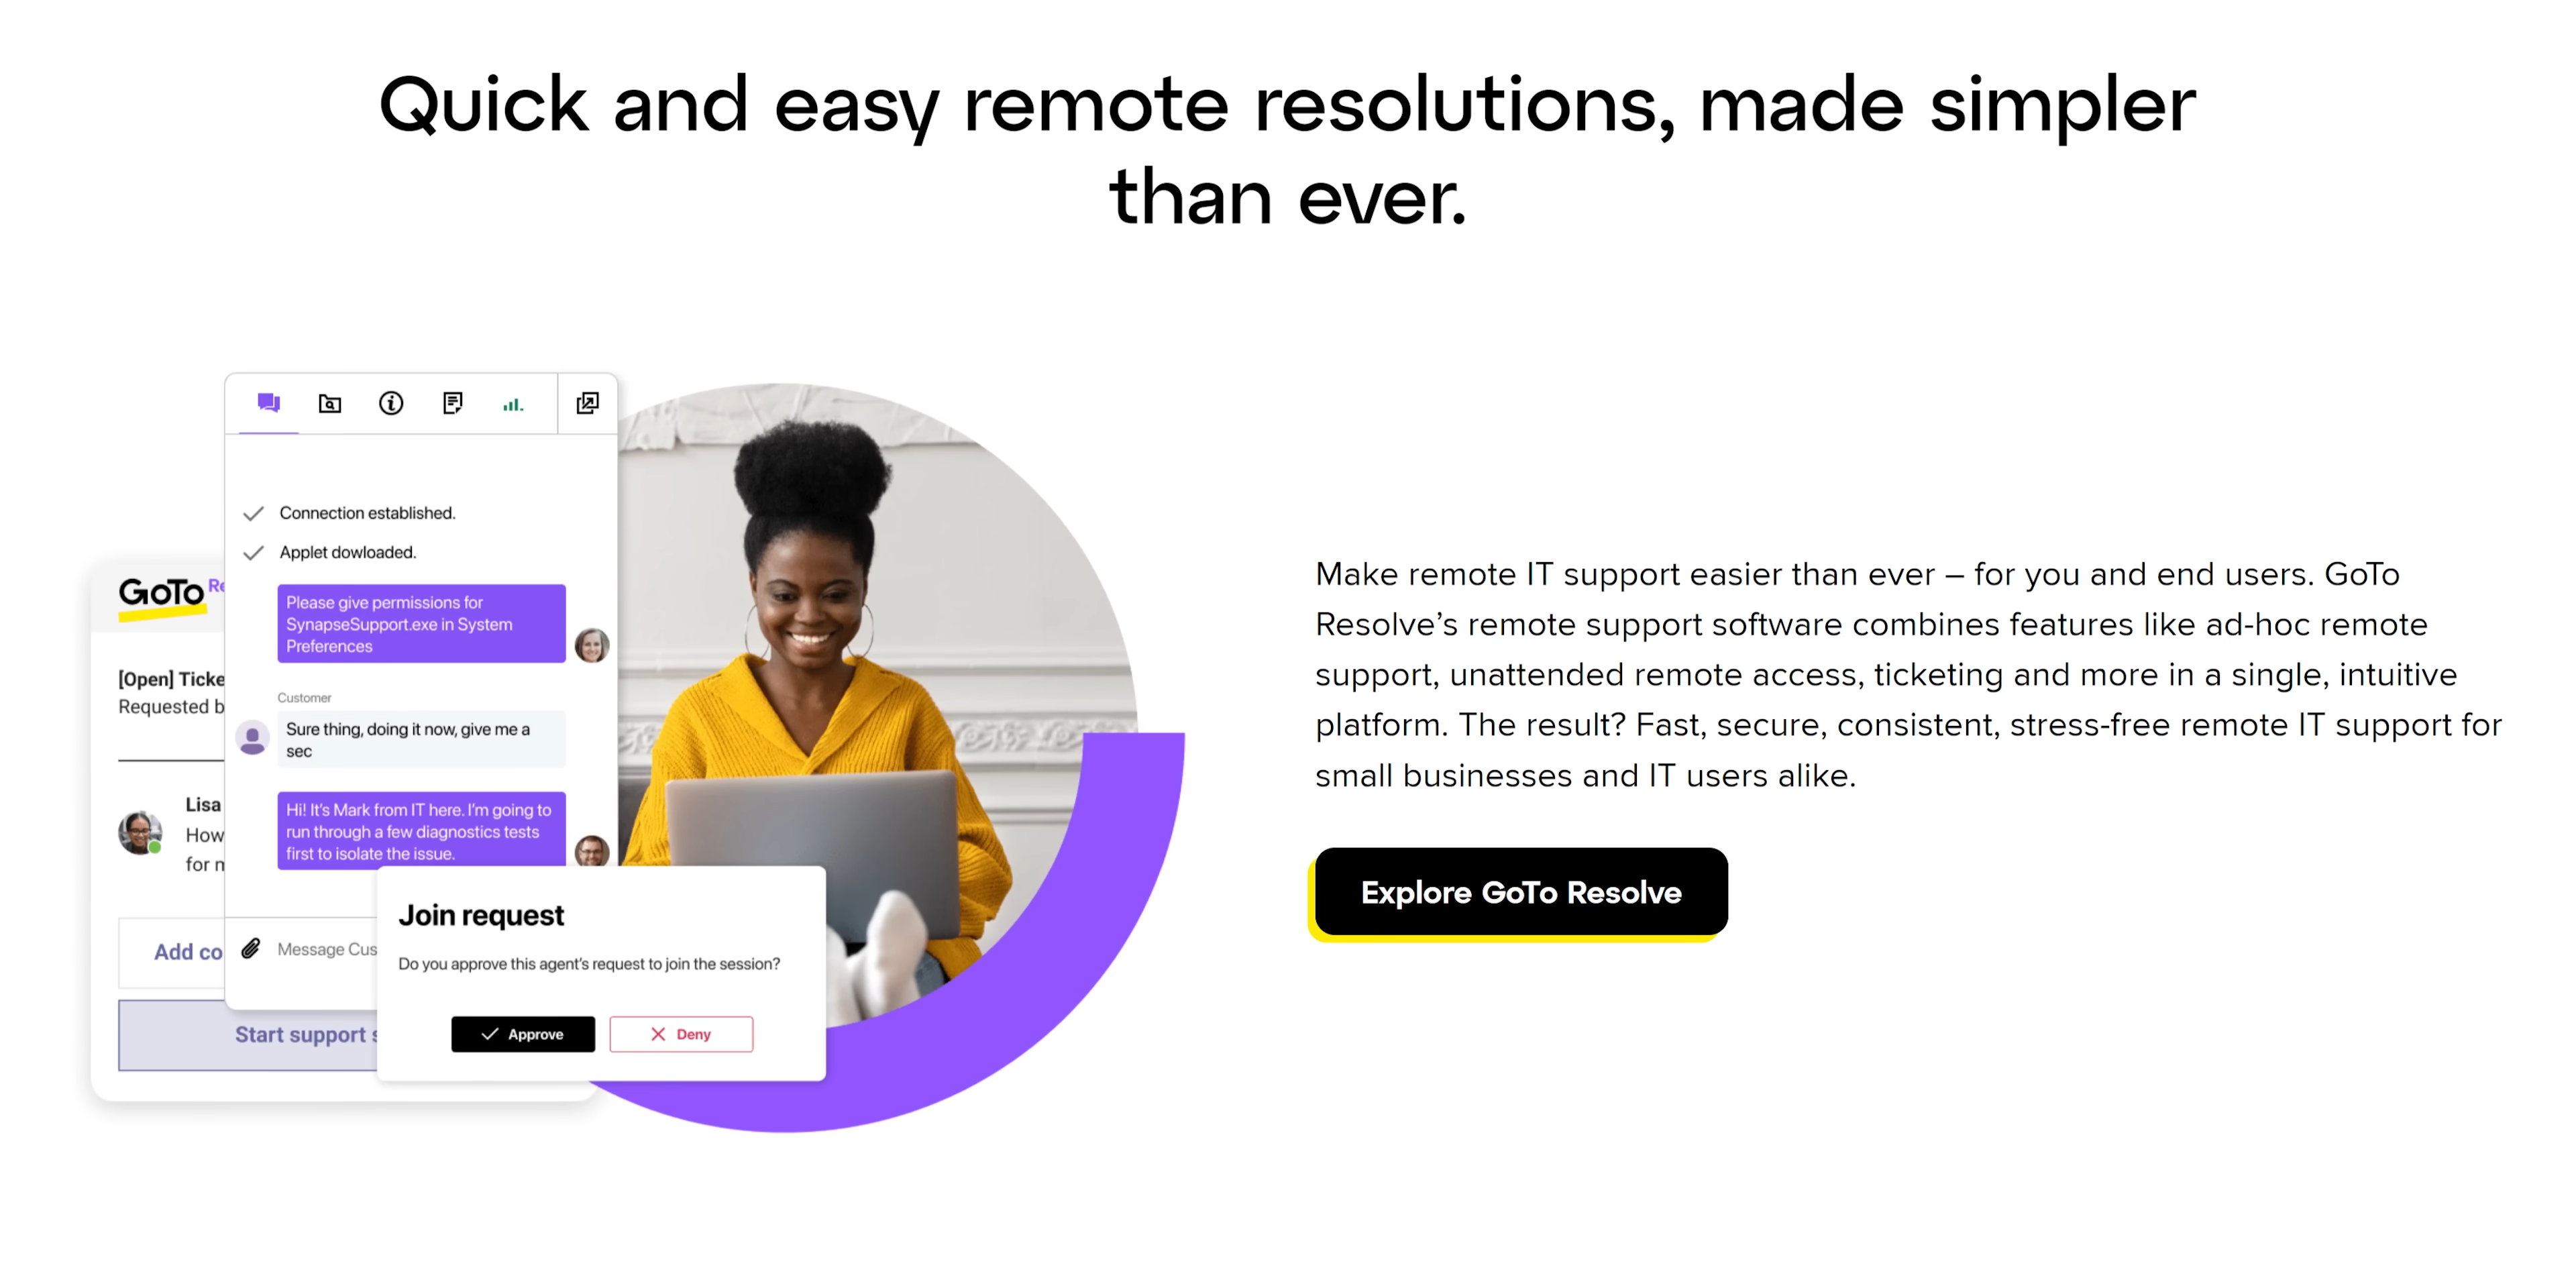 Quick and easy remote resolutions, made simpler
than ever.
Connection established.
Applet dowloaded.
Please give permissions for
SynapseSupport.exe in System
Preferences
Customer
Sure thing, doing it now, give me a
sec
Hi! It's Mark from IT here. I'm going to
run through a few diagnostics tests
first to isolate the issue.
Message Cus
GoTo Re
[Open] Ticke
Requested b
Lisa
How
for m
Add co
Start support s
Join request
Do you approve this agent's request to join the session?
Approve
Deny
Make remote IT support easier than ever – for you and end users. GoTo
Resolve’s remote support software combines features like ad-hoc remote
support, unattended remote access, ticketing and more in a single, intuitive
platform. The result? Fast, secure, consistent, stress-free remote IT support for
small businesses and IT users alike.
Explore GoTo Resolve